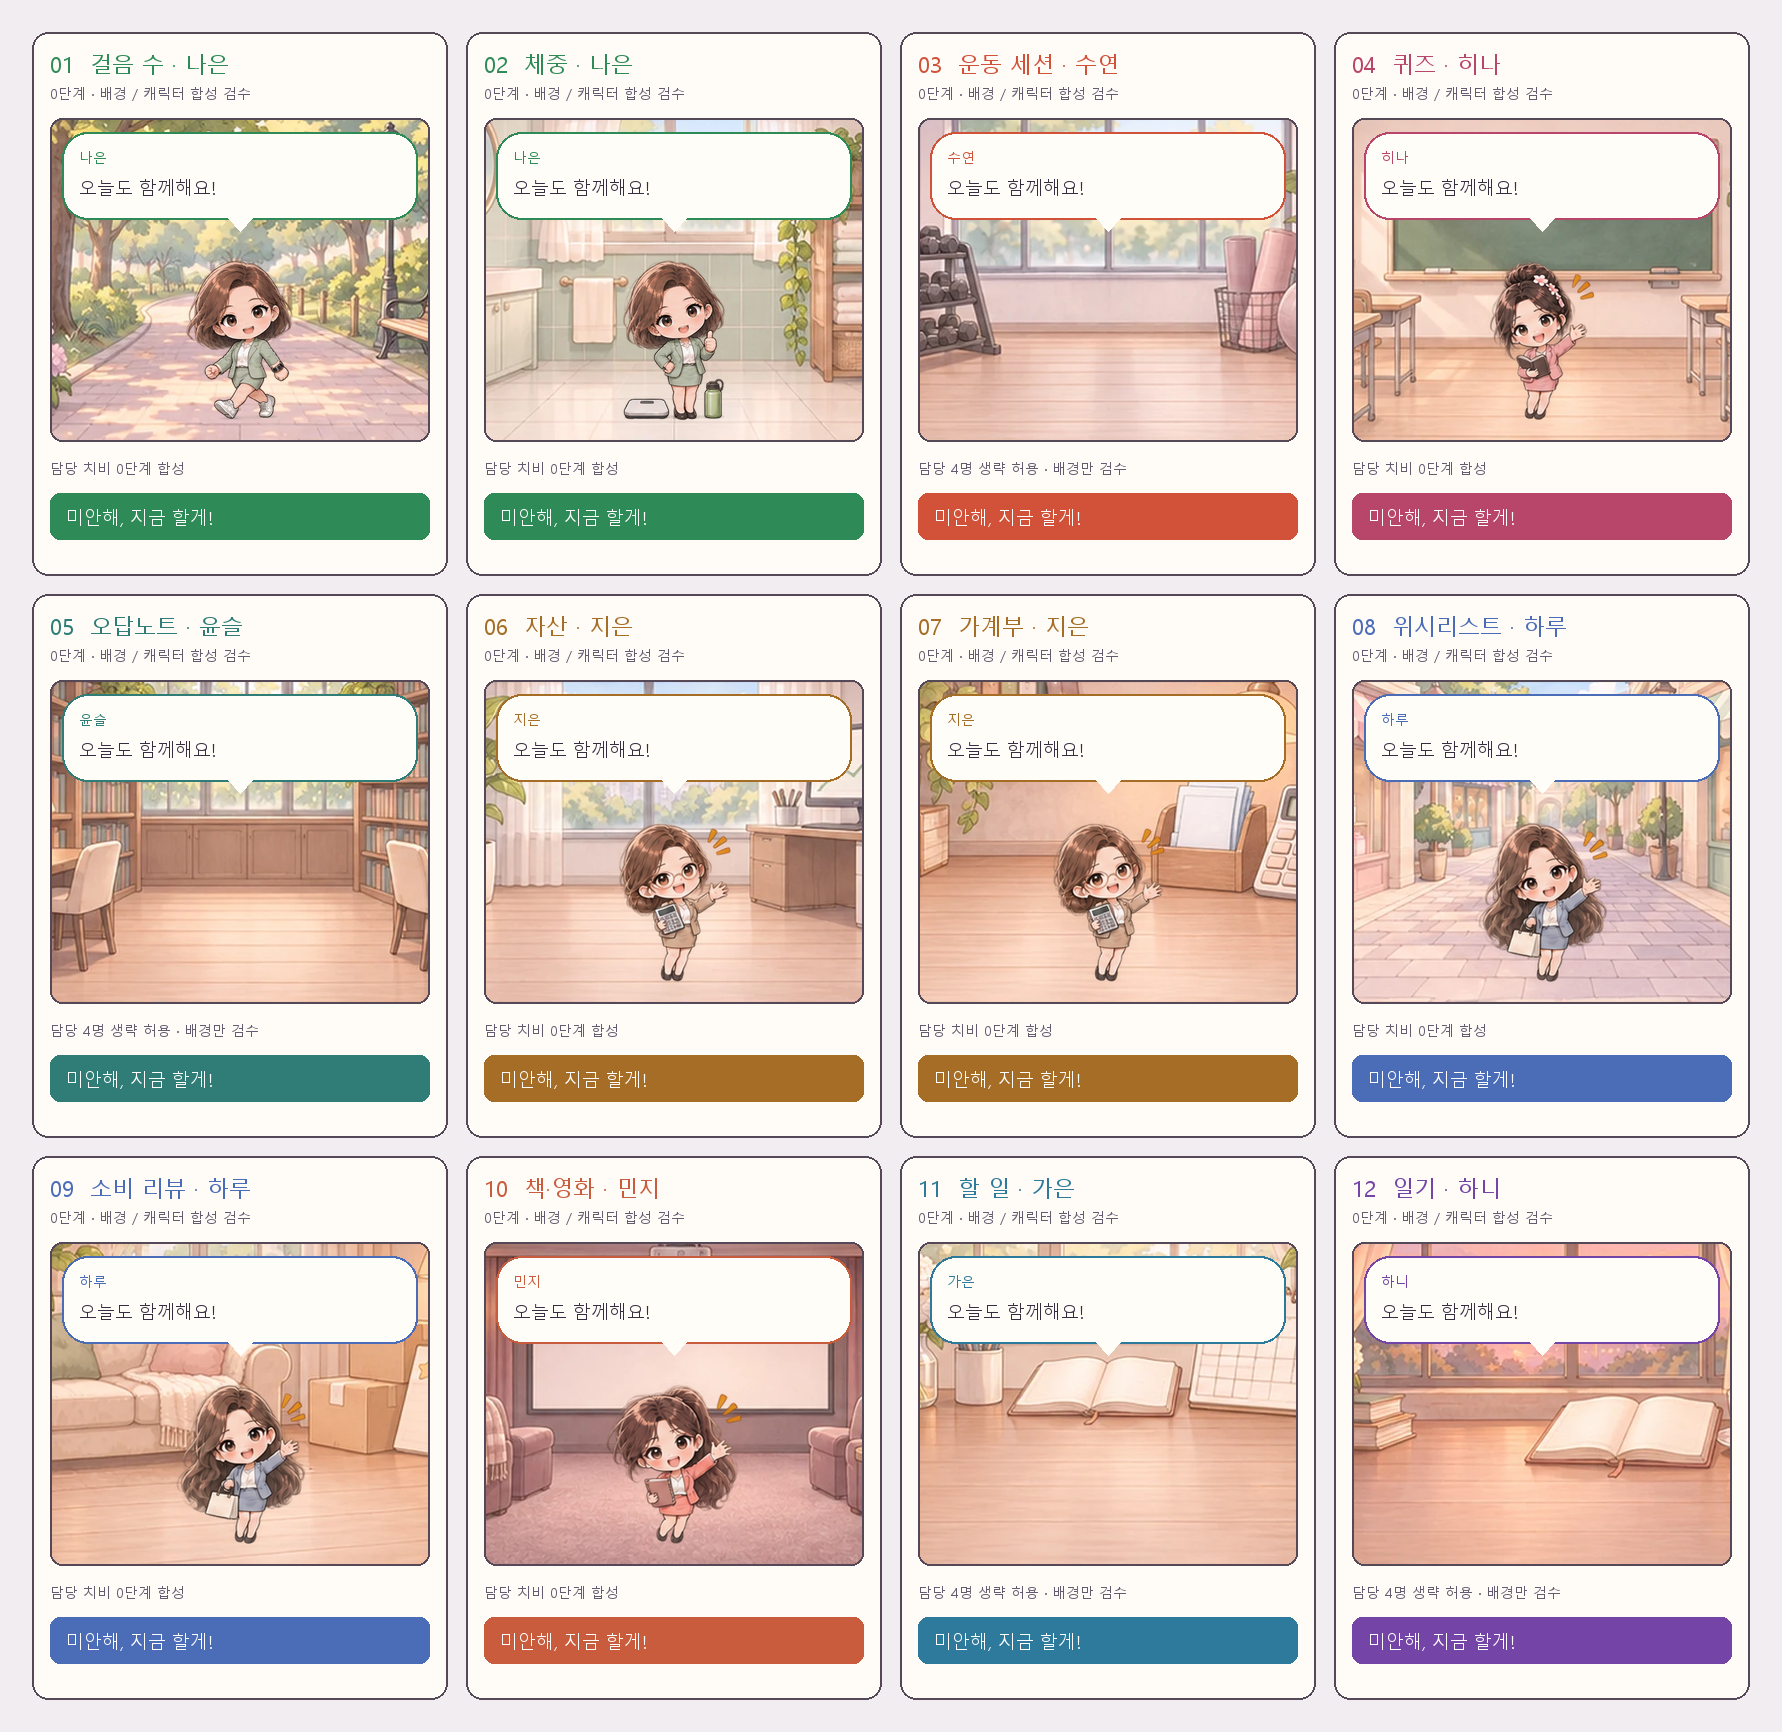 01 걸음 수 · 나은
0단계 · 배경 / 캐릭터 합성 검수
나은
오늘도 함께해요!
담당 치비 0단계 합성
미안해, 지금 할게!
02 체중 · 나은
0단계 · 배경 / 캐릭터 합성 검수
나은
오늘도 함께해요!
담당 치비 0단계 합성
미안해, 지금 할게!
03 운동 세션 · 수연
0단계 · 배경 / 캐릭터 합성 검수
수연
오늘도 함께해요!
담당 4명 생략 허용 · 배경만 검수
미안해, 지금 할게!
04 퀴즈 · 히나
0단계 · 배경 / 캐릭터 합성 검수
히나
오늘도 함께해요!
담당 치비 0단계 합성
미안해, 지금 할게!
05 오답노트 · 윤슬
0단계 · 배경 / 캐릭터 합성 검수
윤슬
오늘도 함께해요!
담당 4명 생략 허용 · 배경만 검수
미안해, 지금 할게!
06 자산 · 지은
0단계 · 배경 / 캐릭터 합성 검수
지은
오늘도 함께해요!
담당 치비 0단계 합성
미안해, 지금 할게!
07 가계부 · 지은
0단계 · 배경 / 캐릭터 합성 검수
지은
오늘도 함께해요!
담당 치비 0단계 합성
미안해, 지금 할게!
08 위시리스트 · 하루
0단계 · 배경 / 캐릭터 합성 검수
하루
오늘도 함께해요!
담당 치비 0단계 합성
미안해, 지금 할게!
09 소비 리뷰 · 하루
0단계 · 배경 / 캐릭터 합성 검수
하루
오늘도 함께해요!
담당 치비 0단계 합성
미안해, 지금 할게!
10 책·영화 · 민지
0단계 · 배경 / 캐릭터 합성 검수
민지
오늘도 함께해요!
담당 치비 0단계 합성
미안해, 지금 할게!
11 할 일 · 가은
0단계 · 배경 / 캐릭터 합성 검수
가은
오늘도 함께해요!
담당 4명 생략 허용 · 배경만 검수
미안해, 지금 할게!
12 일기 · 하니
0단계 · 배경 / 캐릭터 합성 검수
하니
오늘도 함께해요!
담당 4명 생략 허용 · 배경만 검수
미안해, 지금 할게!